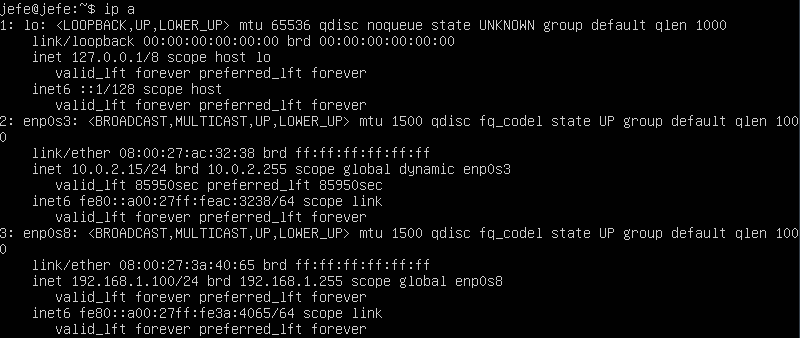 jefe@jefe:~$ ip a
1: lo: <LOOPBACK,UP,LOWER_UP> mtu 65536 qdisc noqueue state UNKNOWN group default qlen 1000
    link/loopback 00:00:00:00:00:00 brd 00:00:00:00:00:00
    inet 127.0.0.1/8 scope host lo
       valid_lft forever preferred_lft forever
    inet6 ::1/128 scope host
       valid_lft forever preferred_lft forever
2: enp0s3: <BROADCAST,MULTICAST,UP,LOWER_UP> mtu 1500 qdisc fq_codel state UP group default qlen 100
0
    link/ether 08:00:27:ac:32:38 brd ff:ff:ff:ff:ff:ff
    inet 10.0.2.15/24 brd 10.0.2.255 scope global dynamic enp0s3
       valid_lft 85950sec preferred_lft 85950sec
    inet6 fe80::a00:27ff:feac:3238/64 scope link
       valid_lft forever preferred_lft forever
3: enp0s8: <BROADCAST,MULTICAST,UP,LOWER_UP> mtu 1500 qdisc fq_codel state UP group default qlen 100
0
    link/ether 08:00:27:3a:40:65 brd ff:ff:ff:ff:ff:ff
    inet 192.168.1.100/24 brd 192.168.1.255 scope global enp0s8
       valid_lft forever preferred_lft forever
    inet6 fe80::a00:27ff:fe3a:4065/64 scope link
       valid_lft forever preferred_lft forever